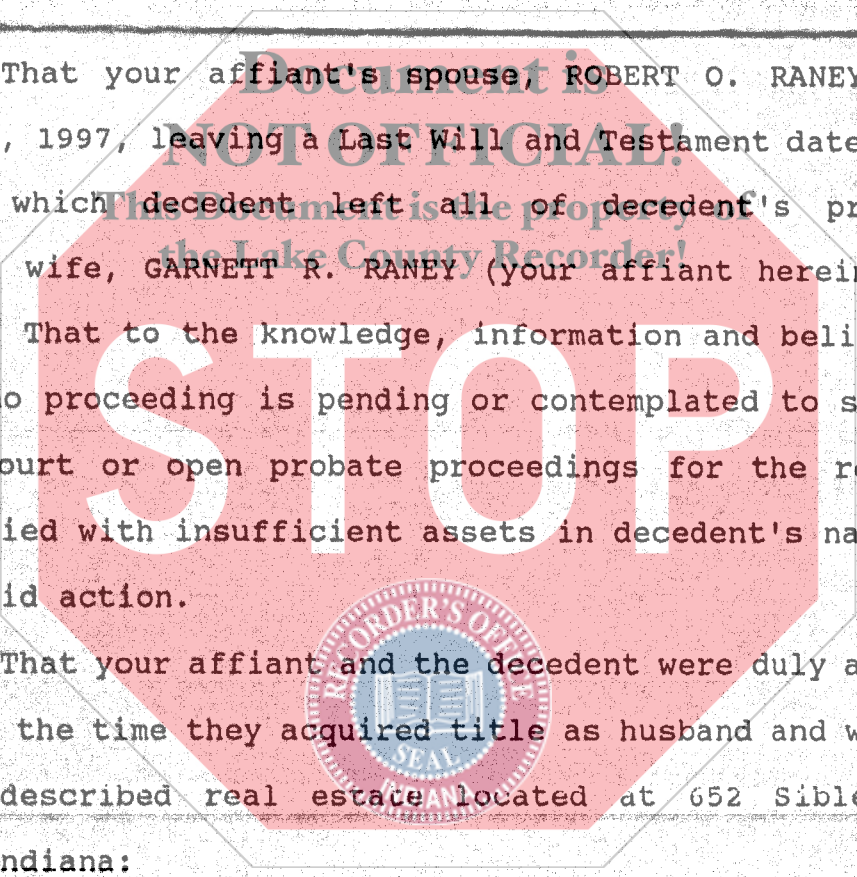 That your affiant's spouse, ROBERT O. RANEY
, 1997, leaving a Last Will and Testament date
which decedent left all of decedent's pr
wife, GARNETT R. RANEY (your affiant herein
That to the knowledge, information and beli
o proceeding is pending or contemplated to s
ourt or open probate proceedings for the re
ied with insufficient assets in decedent's na
id action.
That your affiant and the decedent were duly a
the time they acquired title as husband and w
described real estate located at 652 Sible
ndiana:
Document is
NOT OFFICIAL!
This Document is the property of
the Lake County Recorder!
STOP
RECORDER'S OFFICE
SEAL
INDIANA